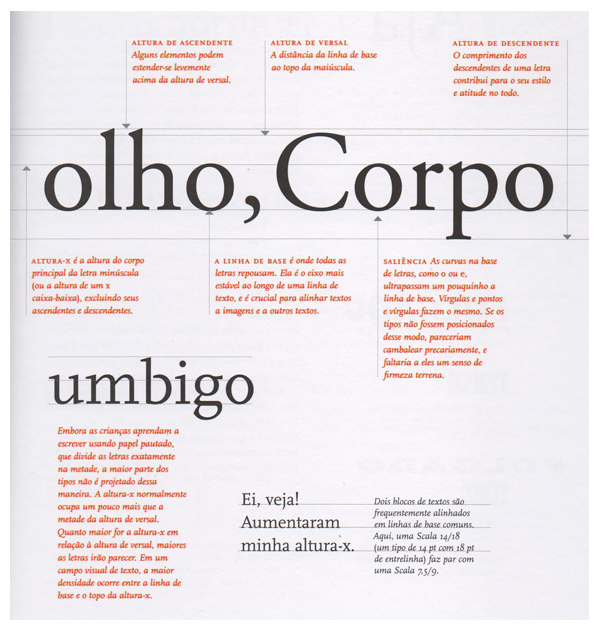 ALTURA DE ASCENDENTE
Alguns elementos podem
estender-se levemente
acima da altura de versal.
ALTURA DE VERSAL
A distância da linha de base
ao topo da maiúscula.
ALTURA DE DESCENDENTE
O comprimento dos
descendentes de uma letra
contribui para o seu estilo
e atitude no todo.
olho, Corpo
ALTURA-X é a altura do corpo
principal da letra minúscula
(ou a altura de um x
caixa-baixa), excluindo seus
ascendentes e descendentes.
A LINHA DE BASE é onde todas as
letras repousam. Ela é o eixo mais
estável ao longo de uma linha de
texto, e é crucial para alinhar textos
a imagens e a outros textos.
SALIÊNCIA As curvas na base
de letras, como o ou e,
ultrapassam um pouquinho a
linha de base. Vírgulas e pontos
e vírgulas fazem o mesmo. Se os
tipos não fossem posicionados
desse modo, pareceriam
cambalear precariamente, e
faltaria a eles um senso de
firmeza terrena.
umbigo
Embora as crianças aprendam a
escrever usando papel pautado,
que divide as letras exatamente
na metade, a maior parte dos
tipos não é projetado dessa
maneira. A altura-x normalmente
ocupa um pouco mais que a
metade da altura de versal.
Quanto maior for a altura-x em
relação à altura de versal, maiores
as letras irão parecer. Em um
campo visual de texto, a maior
densidade ocorre entre a linha de
base e o topo da altura-x.
Ei, veja!
Aumentaram
minha altura-x.
Dois blocos de textos são
frequentemente alinhados
em linhas de base comuns.
Aqui, uma Scala 14/18
(um tipo de 14 pt com 18 pt
de entrelinha) faz par com
uma Scala 7,5/9.